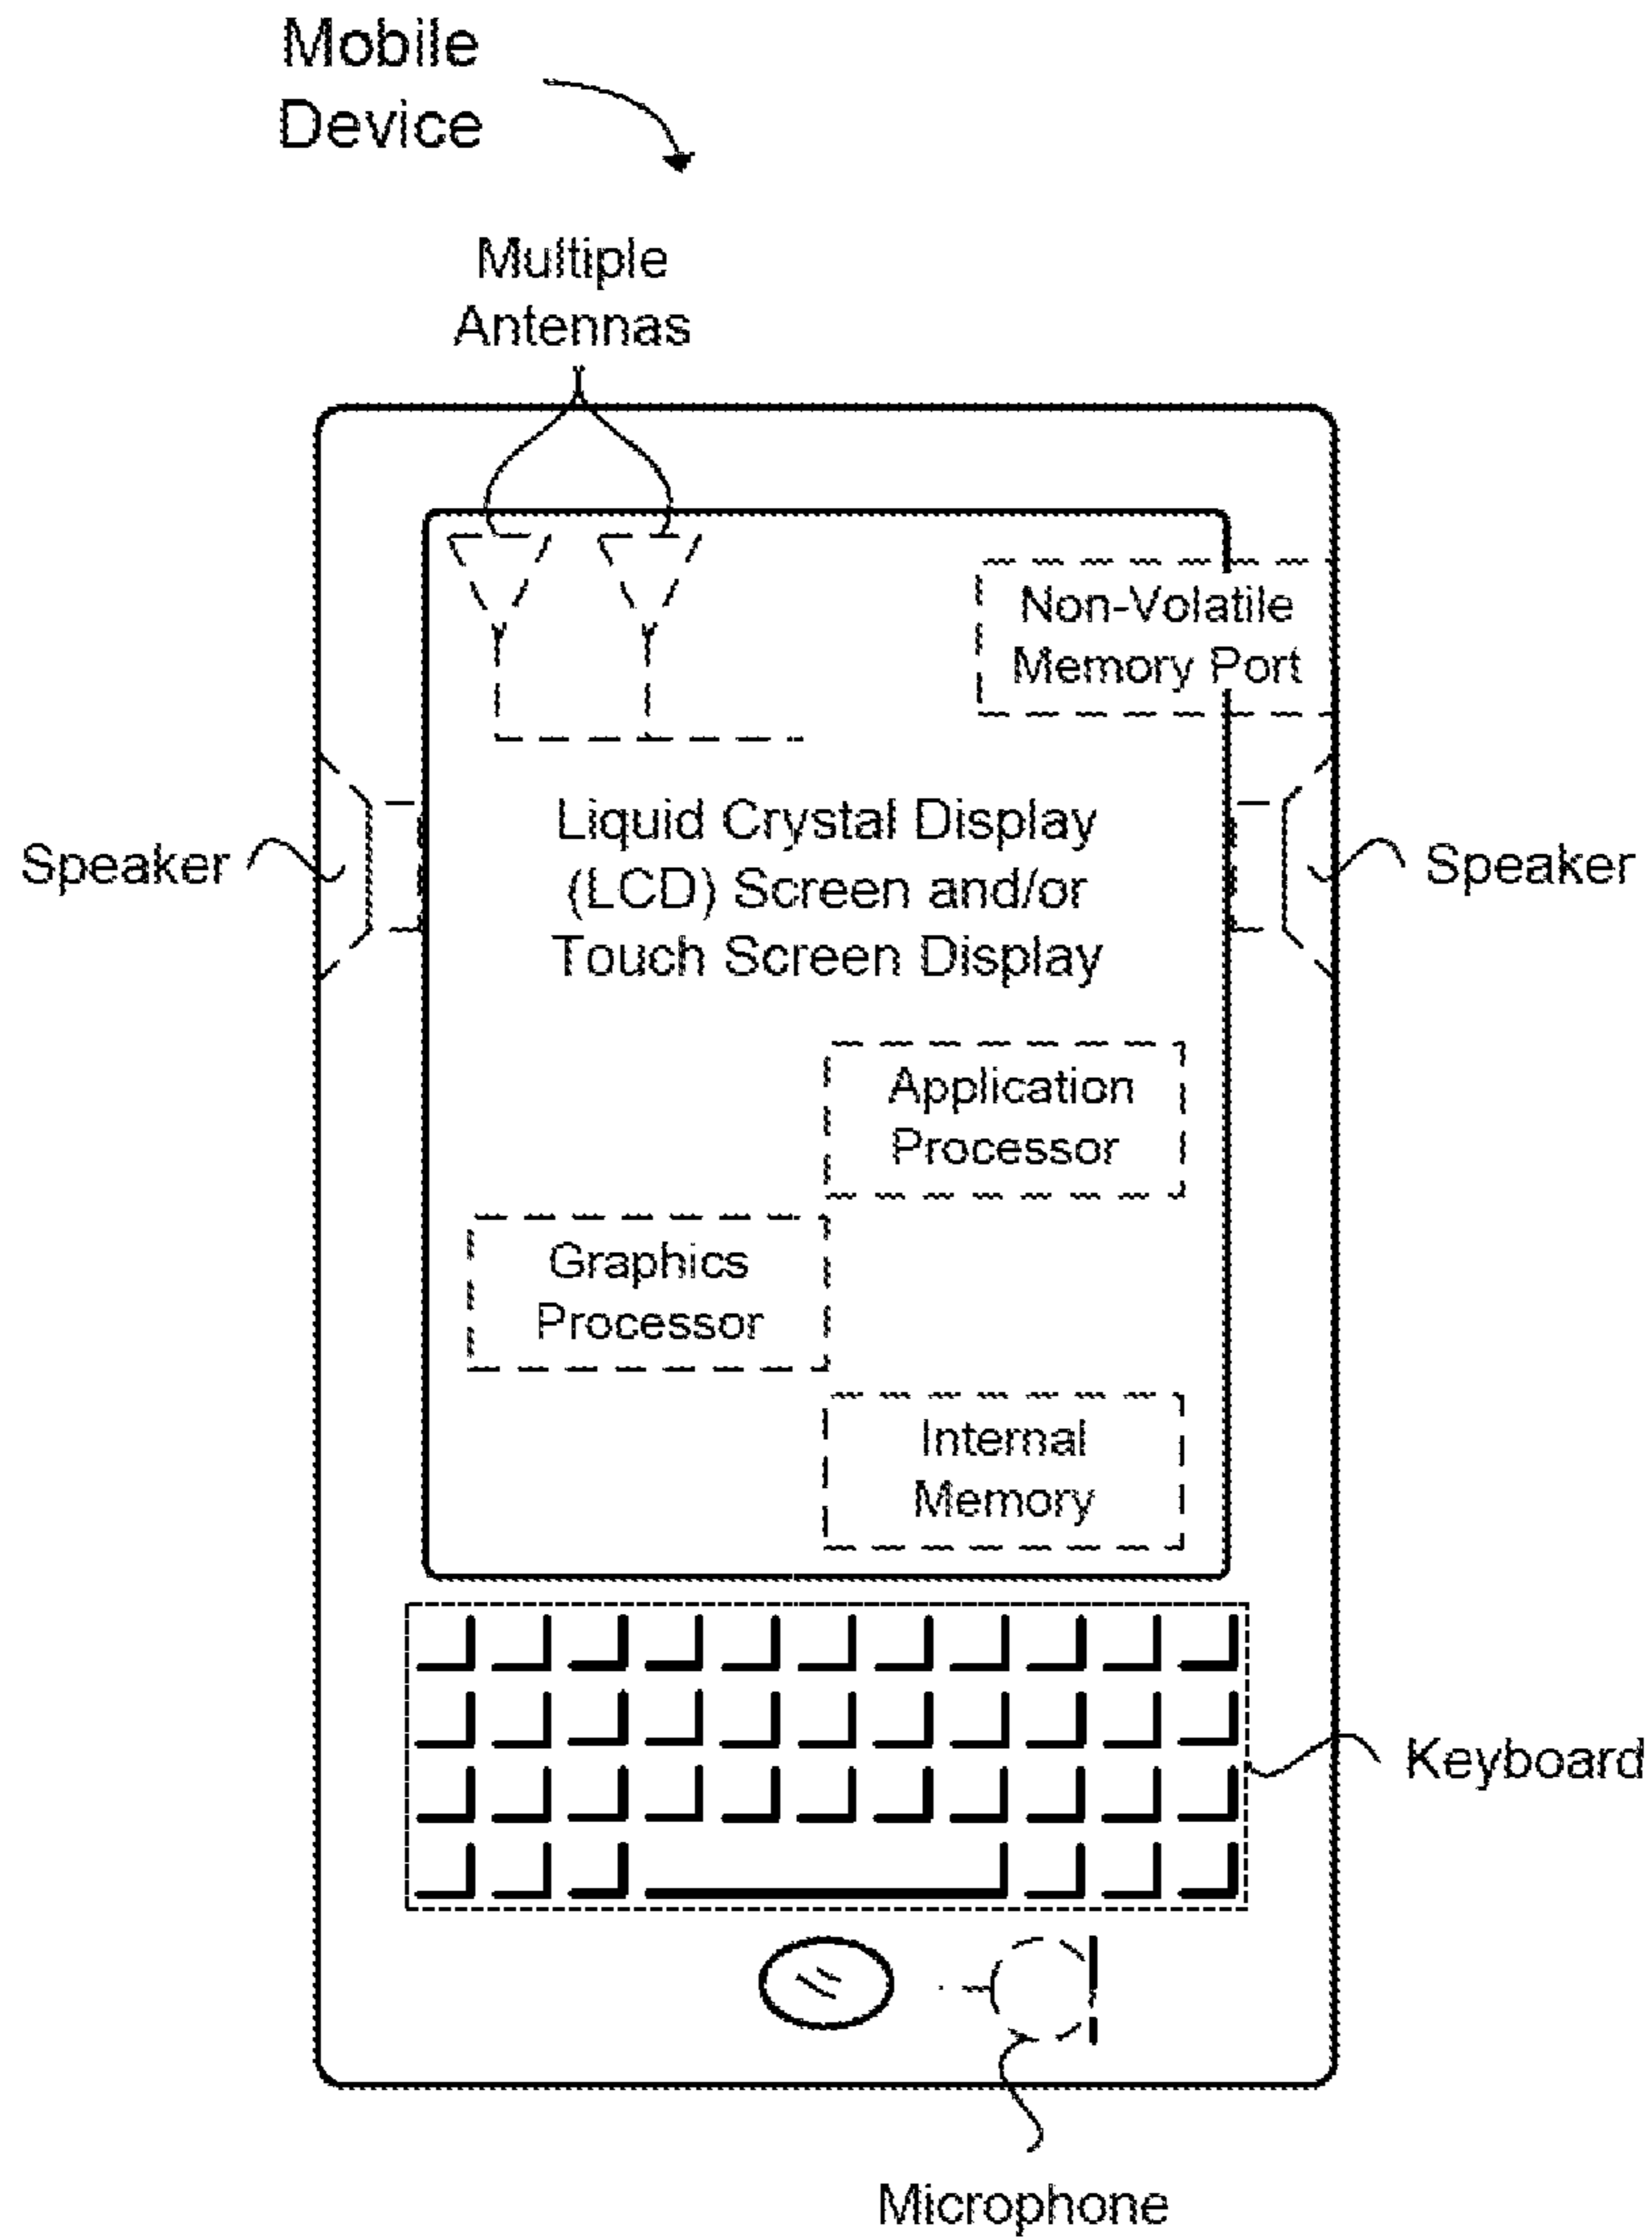 Mobile
Device
Multiple
Antennas
Non-Volatile
Memory Port
Liquid Crystal Display
(LCD) Screen and/or
Touch Screen Display
Speaker
Speaker
Application
Processor
Graphics
Processor
Internal
Memory
Keyboard
Microphone